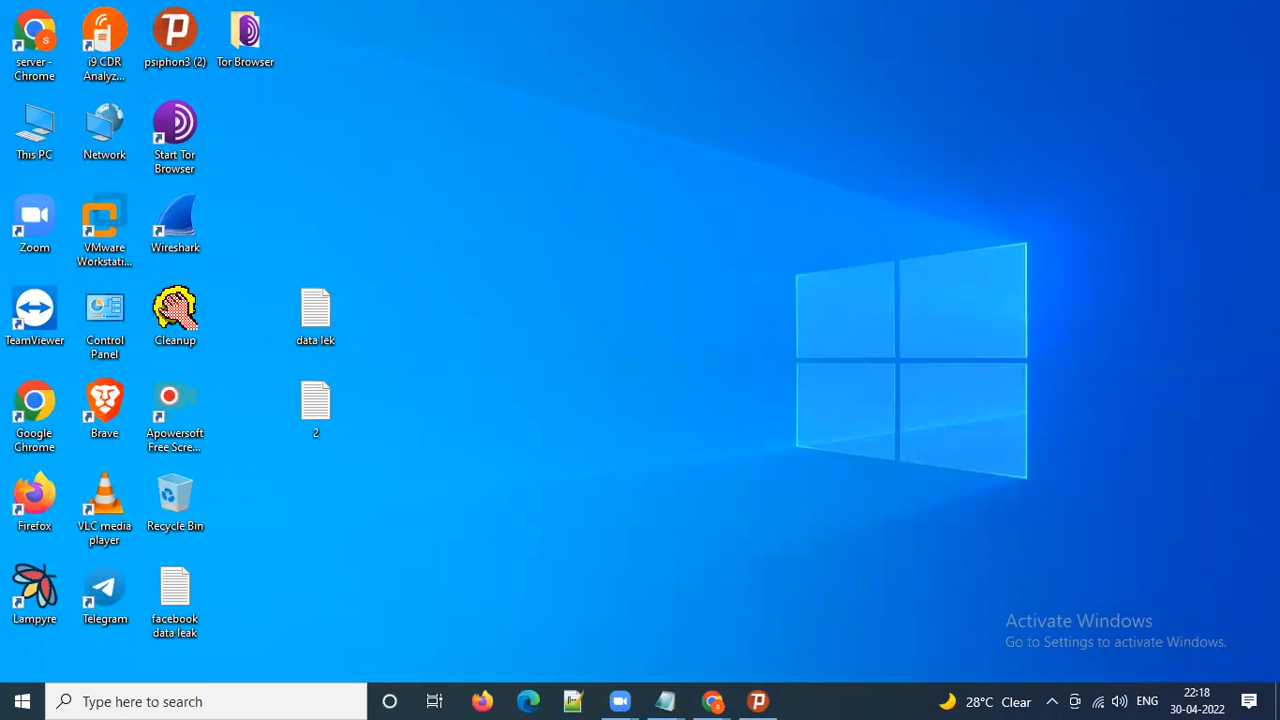 server -
Chrome
i9 CDR
Analyz...
psiphon3 (2)
Tor Browser
This PC
Network
Start Tor
Browser
Zoom
VMware
Workstati...
Wireshark
TeamViewer
Control
Panel
Cleanup
data lek
Google
Chrome
Brave
Apowersoft
Free Scre...
2
Firefox
VLC media
player
Recycle Bin
Lampyre
Telegram
facebook
data leak
Activate Windows
Go to Settings to activate Windows.
Type here to search
28°C Clear
ENG
22:18
30-04-2022